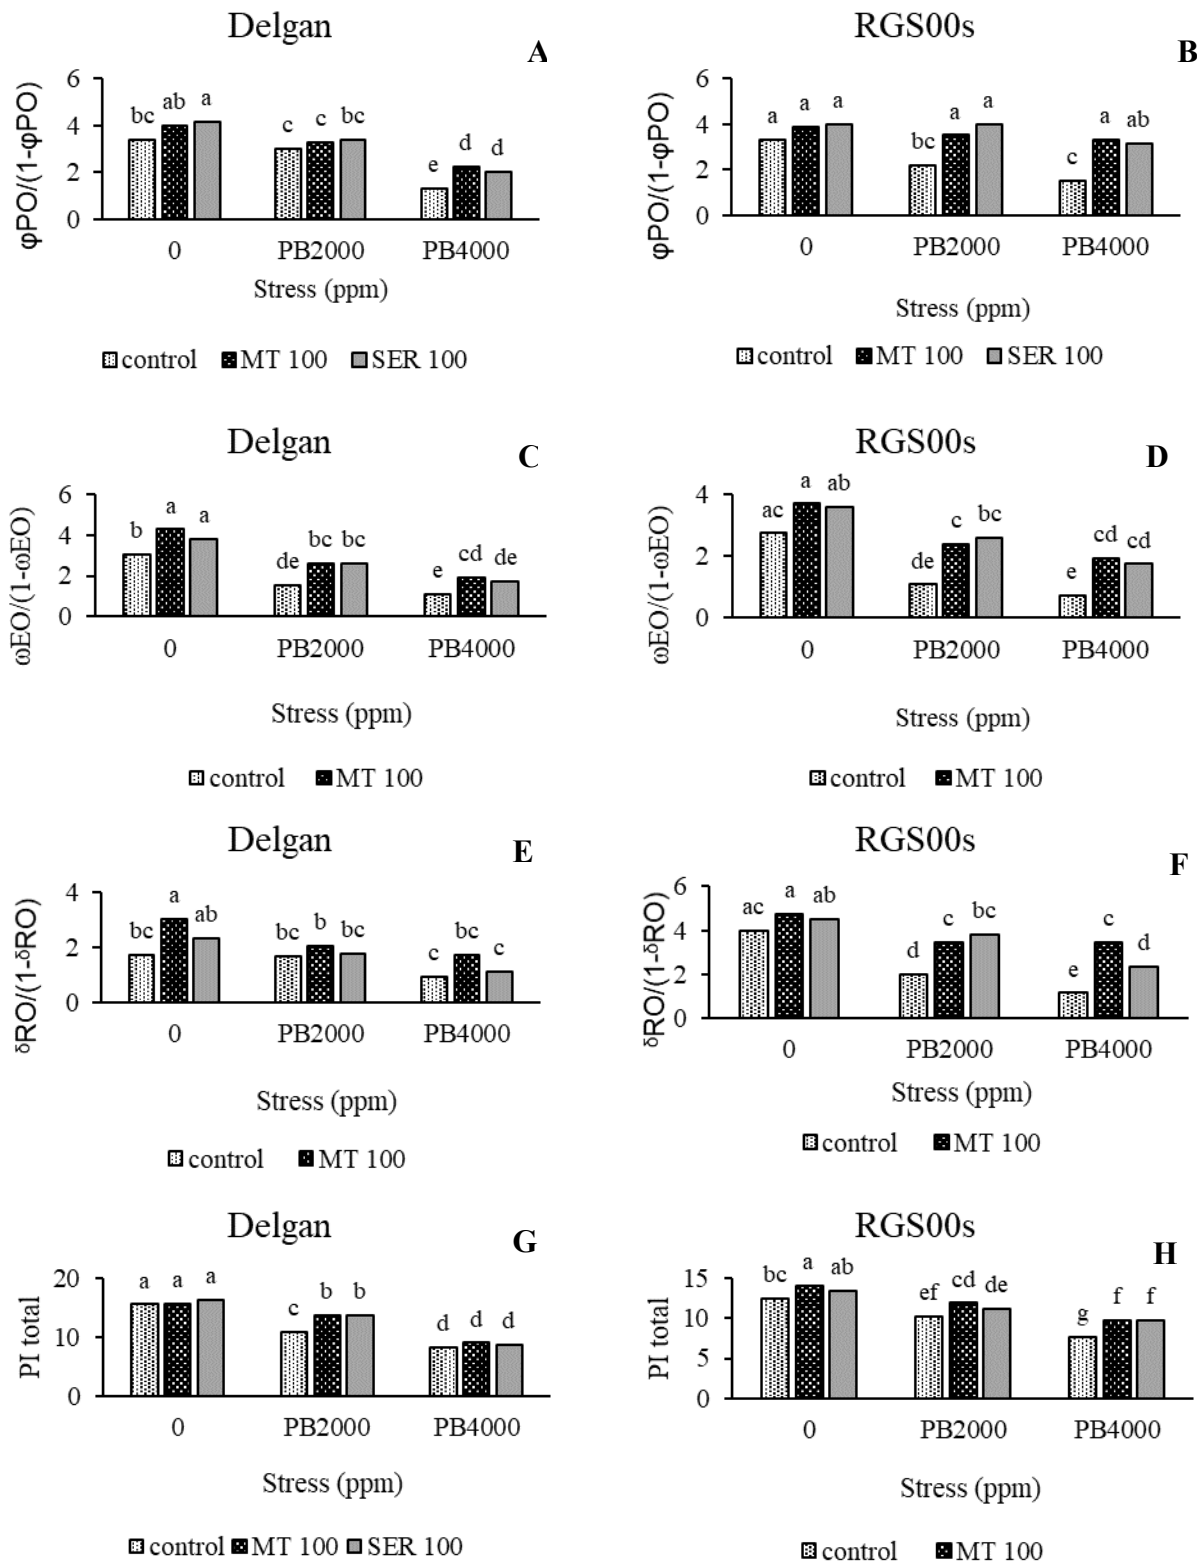 Delgan
A
φPO/(1-φPO)
6
4
2
0
bc ab a
c c bc
e d d
0 PB2000 PB4000
Stress (ppm)
control MT 100 SER 100
RGS00s
B
φPO/(1-φPO)
6
4
2
0
a a a
bc a a
c a ab
0 PB2000 PB4000
Stress (ppm)
control MT 100 SER 100
Delgan
C
ωEO/(1-ωEO)
6
4
2
0
b a a
de bc bc
e cd de
0 PB2000 PB4000
Stress (ppm)
control MT 100
RGS00s
D
ωEO/(1-ωEO)
4
2
0
ac a ab
de c bc
e cd cd
0 PB2000 PB4000
Stress (ppm)
control MT 100
Delgan
E
δRO/(1-δRO)
4
2
0
bc a ab
bc b bc
c bc c
0 PB2000 PB4000
Stress (ppm)
control MT 100
RGS00s
F
δRO/(1-δRO)
6
4
2
0
ac a ab
d c bc
e c d
0 PB2000 PB4000
Stress (ppm)
control MT 100
Delgan
G
PI total
20
10
0
a a a
c b b
d d d
0 PB2000 PB4000
Stress (ppm)
control MT 100 SER 100
RGS00s
H
PI total
15
10
5
0
bc a ab
ef cd de
g f f
0 PB2000 PB4000
Stress (ppm)
control MT 100